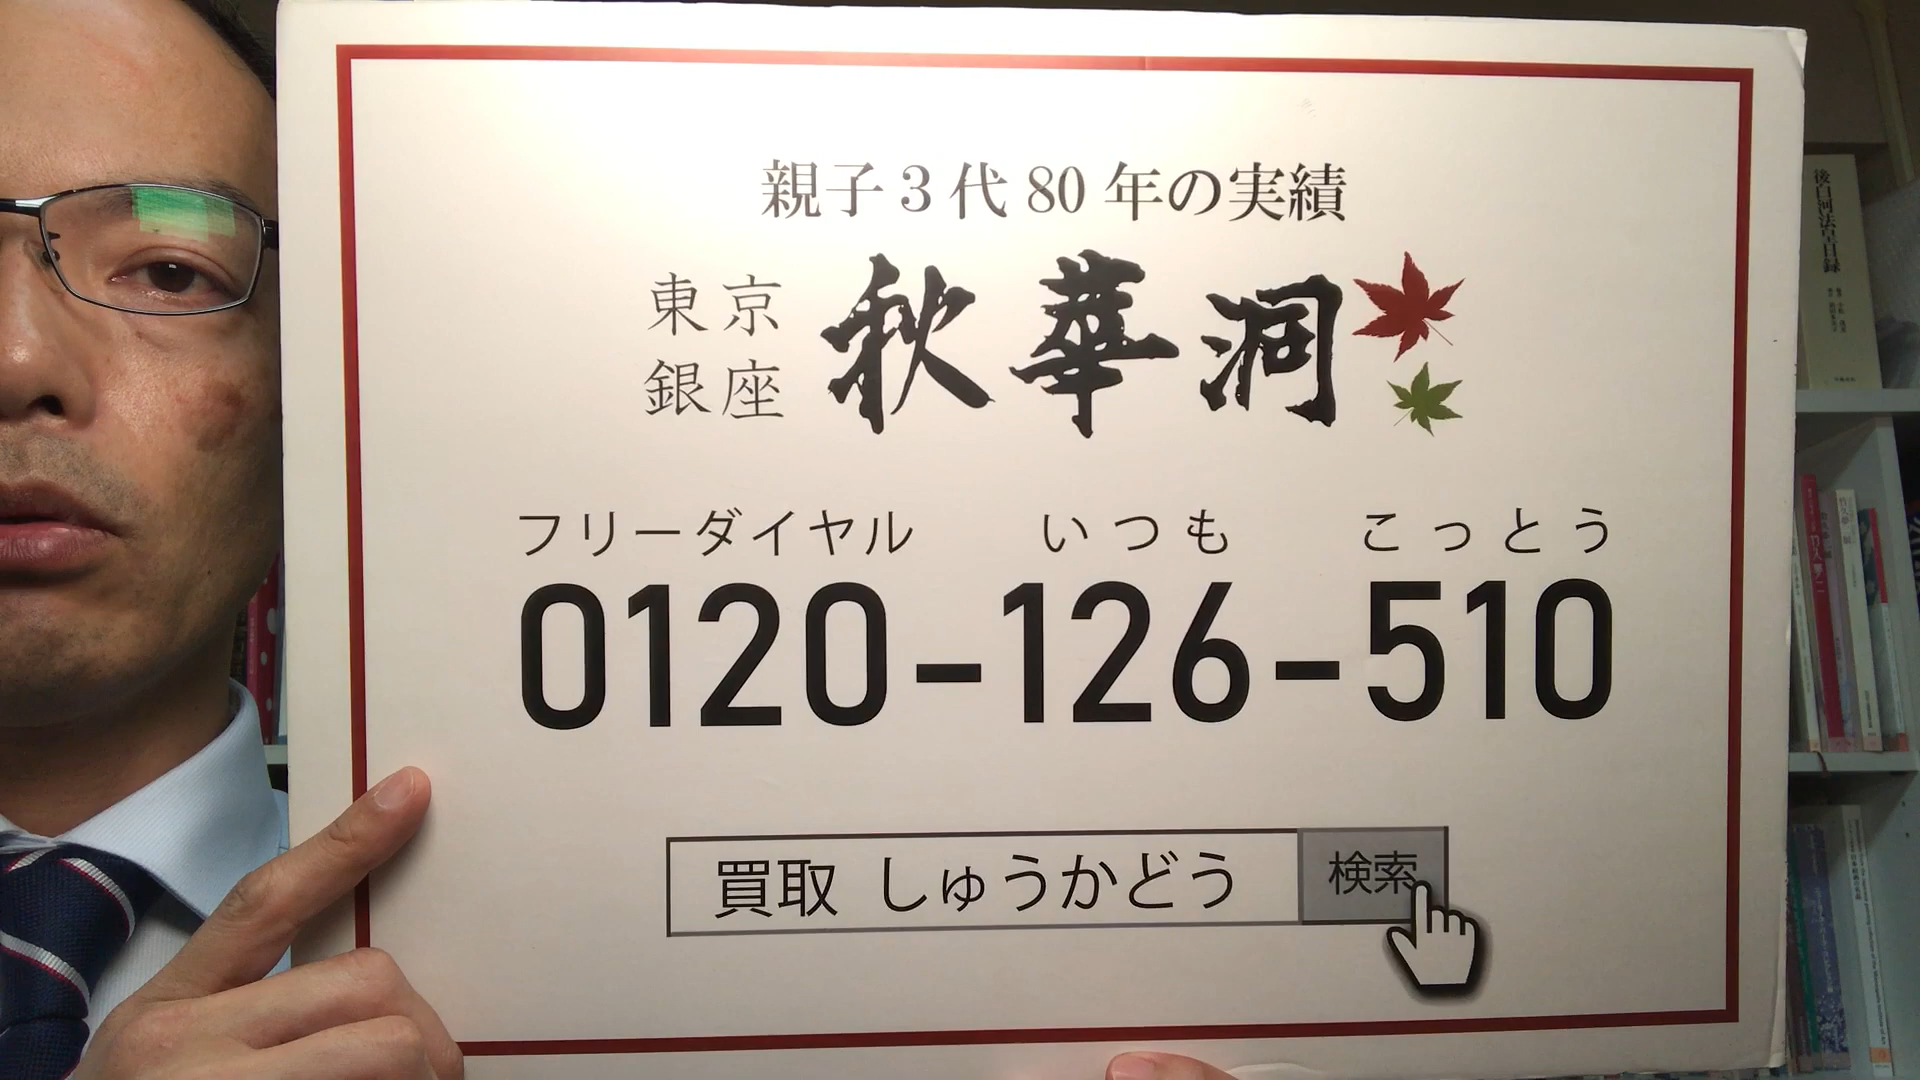 親子3代80年の実績
東京
銀座
秋華洞
フリーダイヤル いつも こっとう
0120-126-510
買取 しゅうかどう 検索
後白河法皇日録